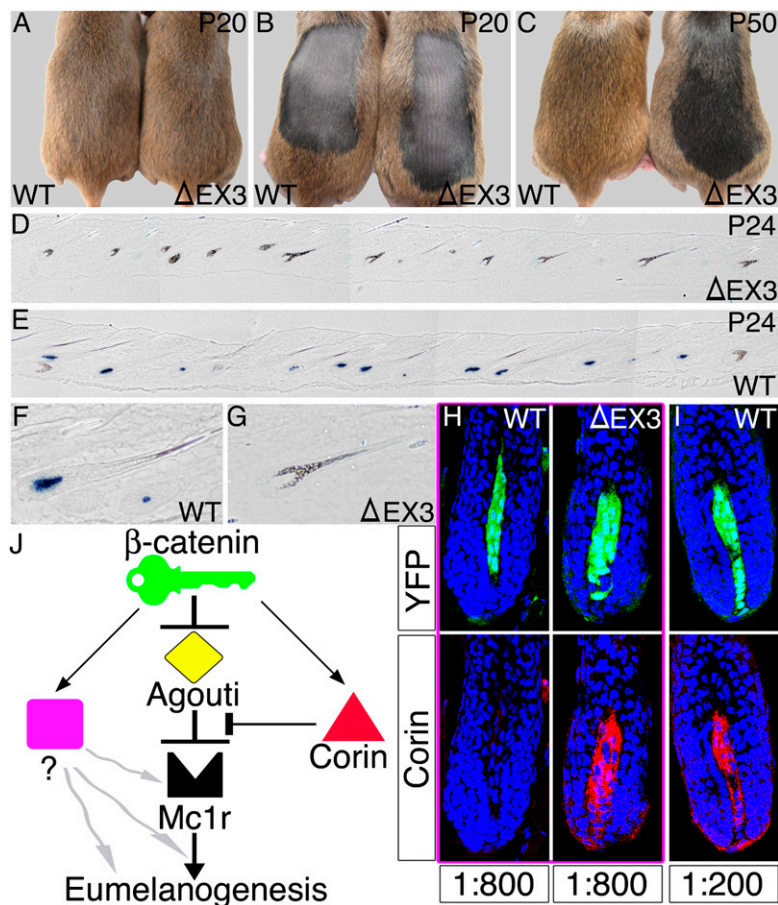 A P20
WT ΔEX3
B P20
WT ΔEX3
C P50
WT ΔEX3
D P24
ΔEX3
E P24
WT
F
WT
G
ΔEX3
H WT
ΔEX3
I WT
YFP
Corin
1:800
1:800
1:200
J
β-catenin
Agouti
Corin
?
Mc1r
Eumelanogenesis